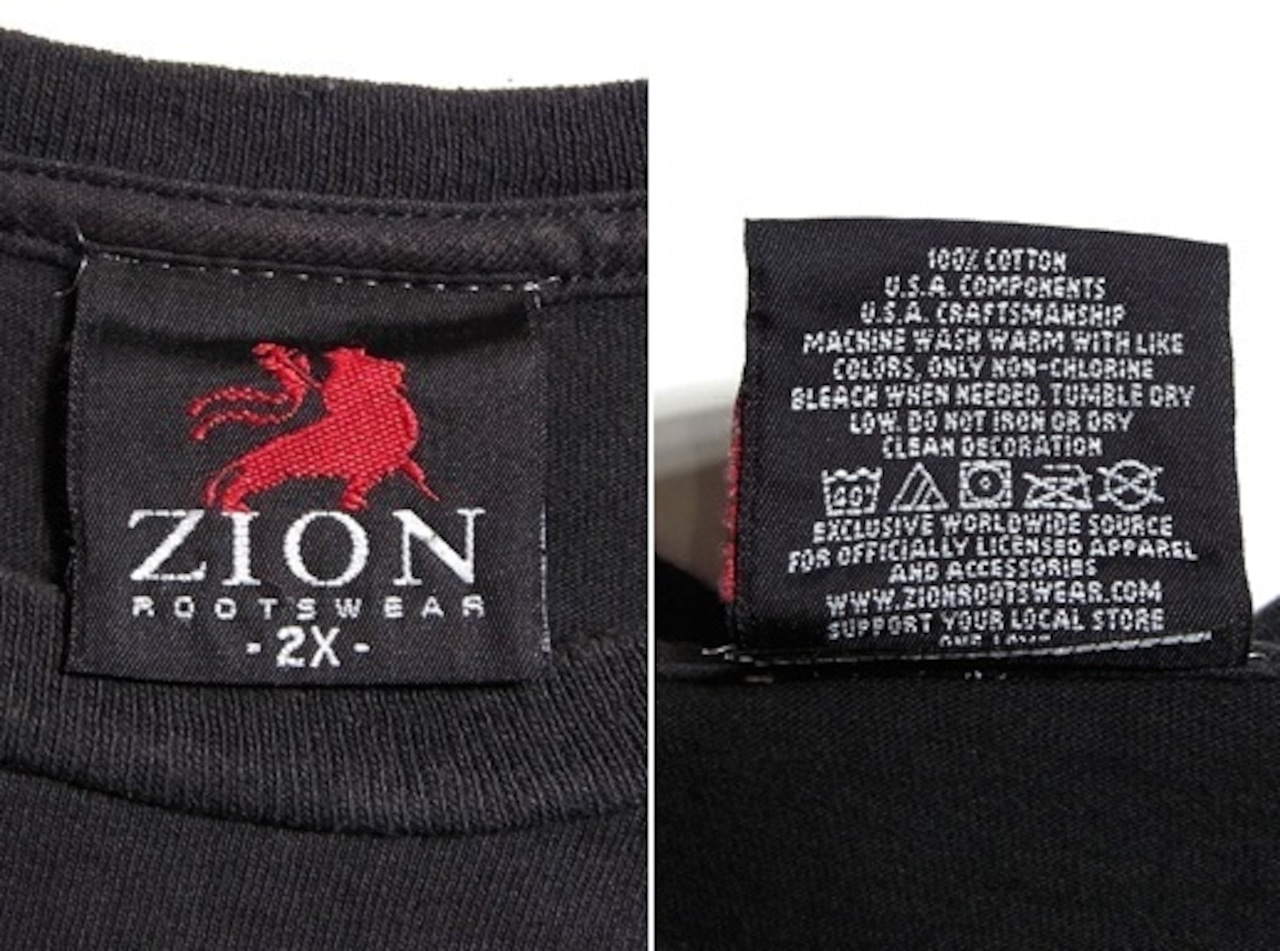 ZION
ROOTSWEAR
- 2X -
100% COTTON
U.S.A. COMPONENTS
U.S.A. CRAFTSMANSHIP
MACHINE WASH WARM WITH LIKE
COLORS, ONLY NON-CHLORINE
BLEACH WHEN NEEDED. TUMBLE DRY
LOW. DO NOT IRON OR DRY
CLEAN DECORATION
40
EXCLUSIVE WORLDWIDE SOURCE
FOR OFFICIALLY LICENSED APPAREL
AND ACCESSORIES
WWW.ZIONROOTSWEAR.COM
SUPPORT YOUR LOCAL STORE
ONE LOVE